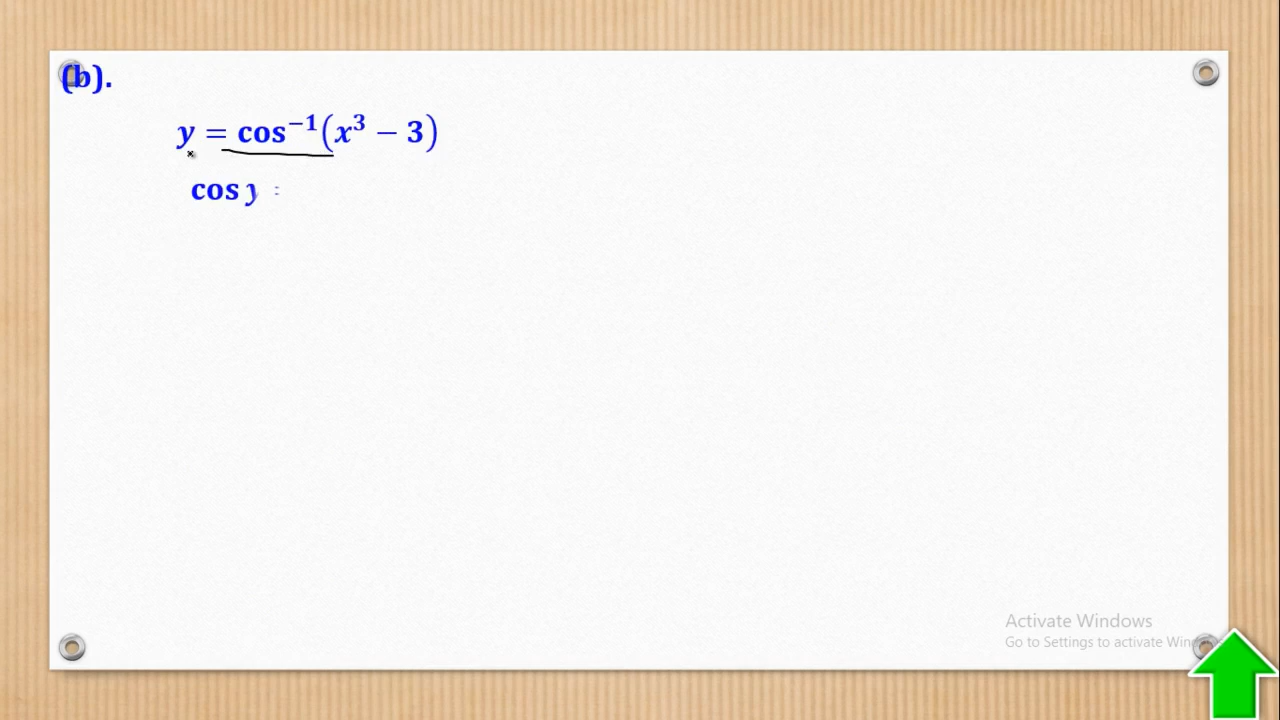 (b).
y = cos⁻¹(x³ − 3)
cos y =
Activate Windows
Go to Settings to activate Windows